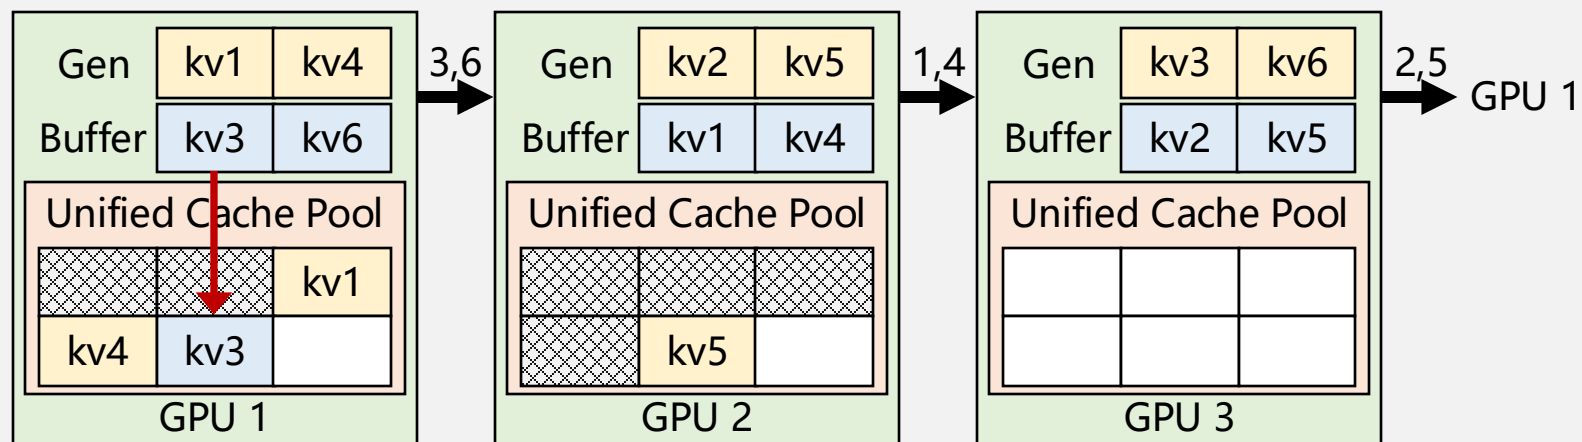 Gen kv1 kv4
3,6
Buffer kv3 kv6
Unified Cache Pool
kv1
kv4 kv3
GPU 1
Gen kv2 kv5
1,4
Buffer kv1 kv4
Unified Cache Pool
kv5
GPU 2
Gen kv3 kv6
2,5
GPU 1
Buffer kv2 kv5
Unified Cache Pool
GPU 3